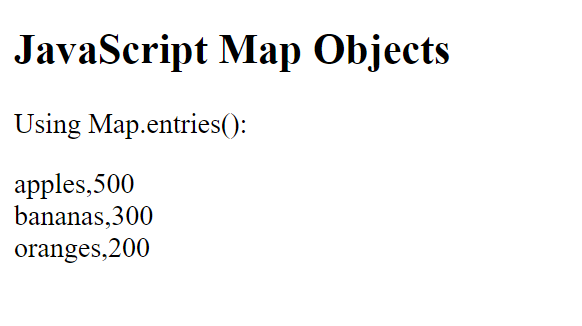 JavaScript Map Objects
Using Map.entries():
apples,500
bananas,300
oranges,200